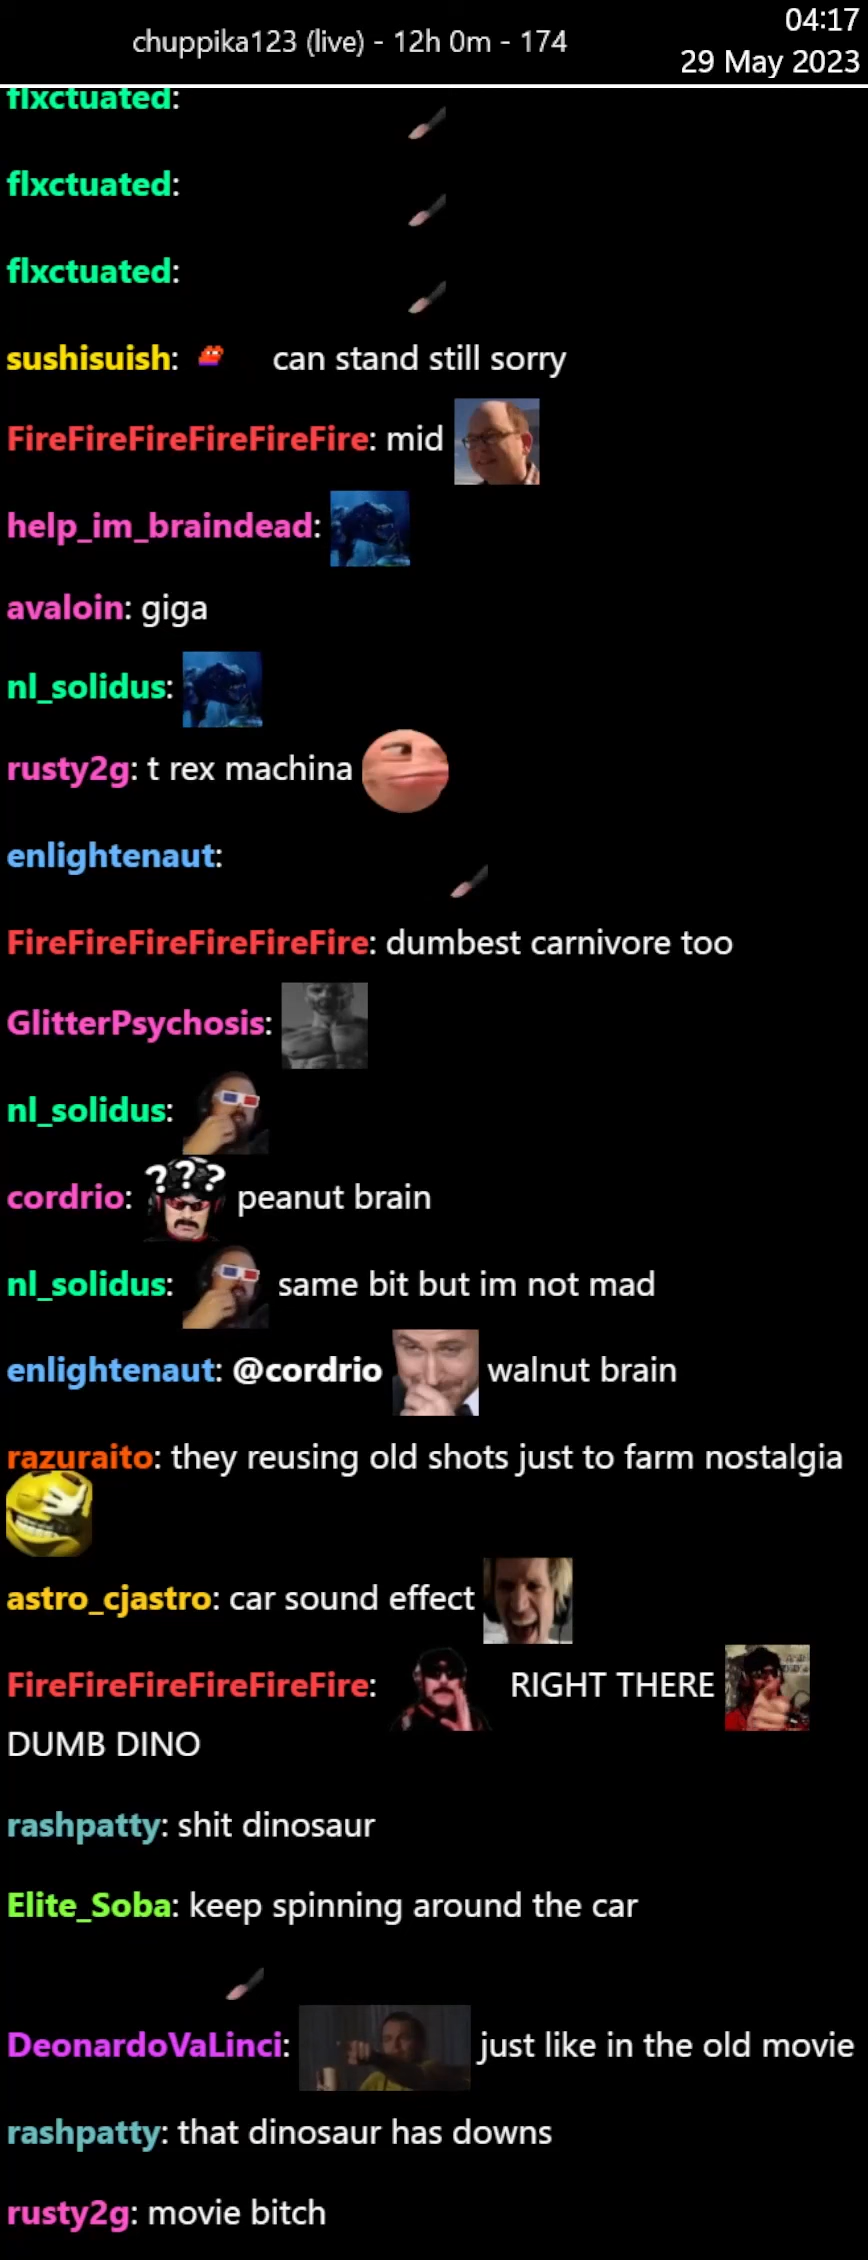 04:17
chuppika123 (live) - 12h 0m - 174
29 May 2023
flxctuated:
flxctuated:
flxctuated:
sushisuish: can stand still sorry
FireFireFireFireFireFire: mid
help_im_braindead:
avaloin: giga
nl_solidus:
rusty2g: t rex machina
enlightenaut:
FireFireFireFireFireFire: dumbest carnivore too
GlitterPsychosis:
nl_solidus:
cordrio: ??? peanut brain
nl_solidus: same bit but im not mad
enlightenaut: @cordrio walnut brain
razuraito: they reusing old shots just to farm nostalgia
astro_cjastro: car sound effect
FireFireFireFireFireFire: RIGHT THERE
DUMB DINO
rashpatty: shit dinosaur
Elite_Soba: keep spinning around the car
DeonardoVaLinci: just like in the old movie
rashpatty: that dinosaur has downs
rusty2g: movie bitch